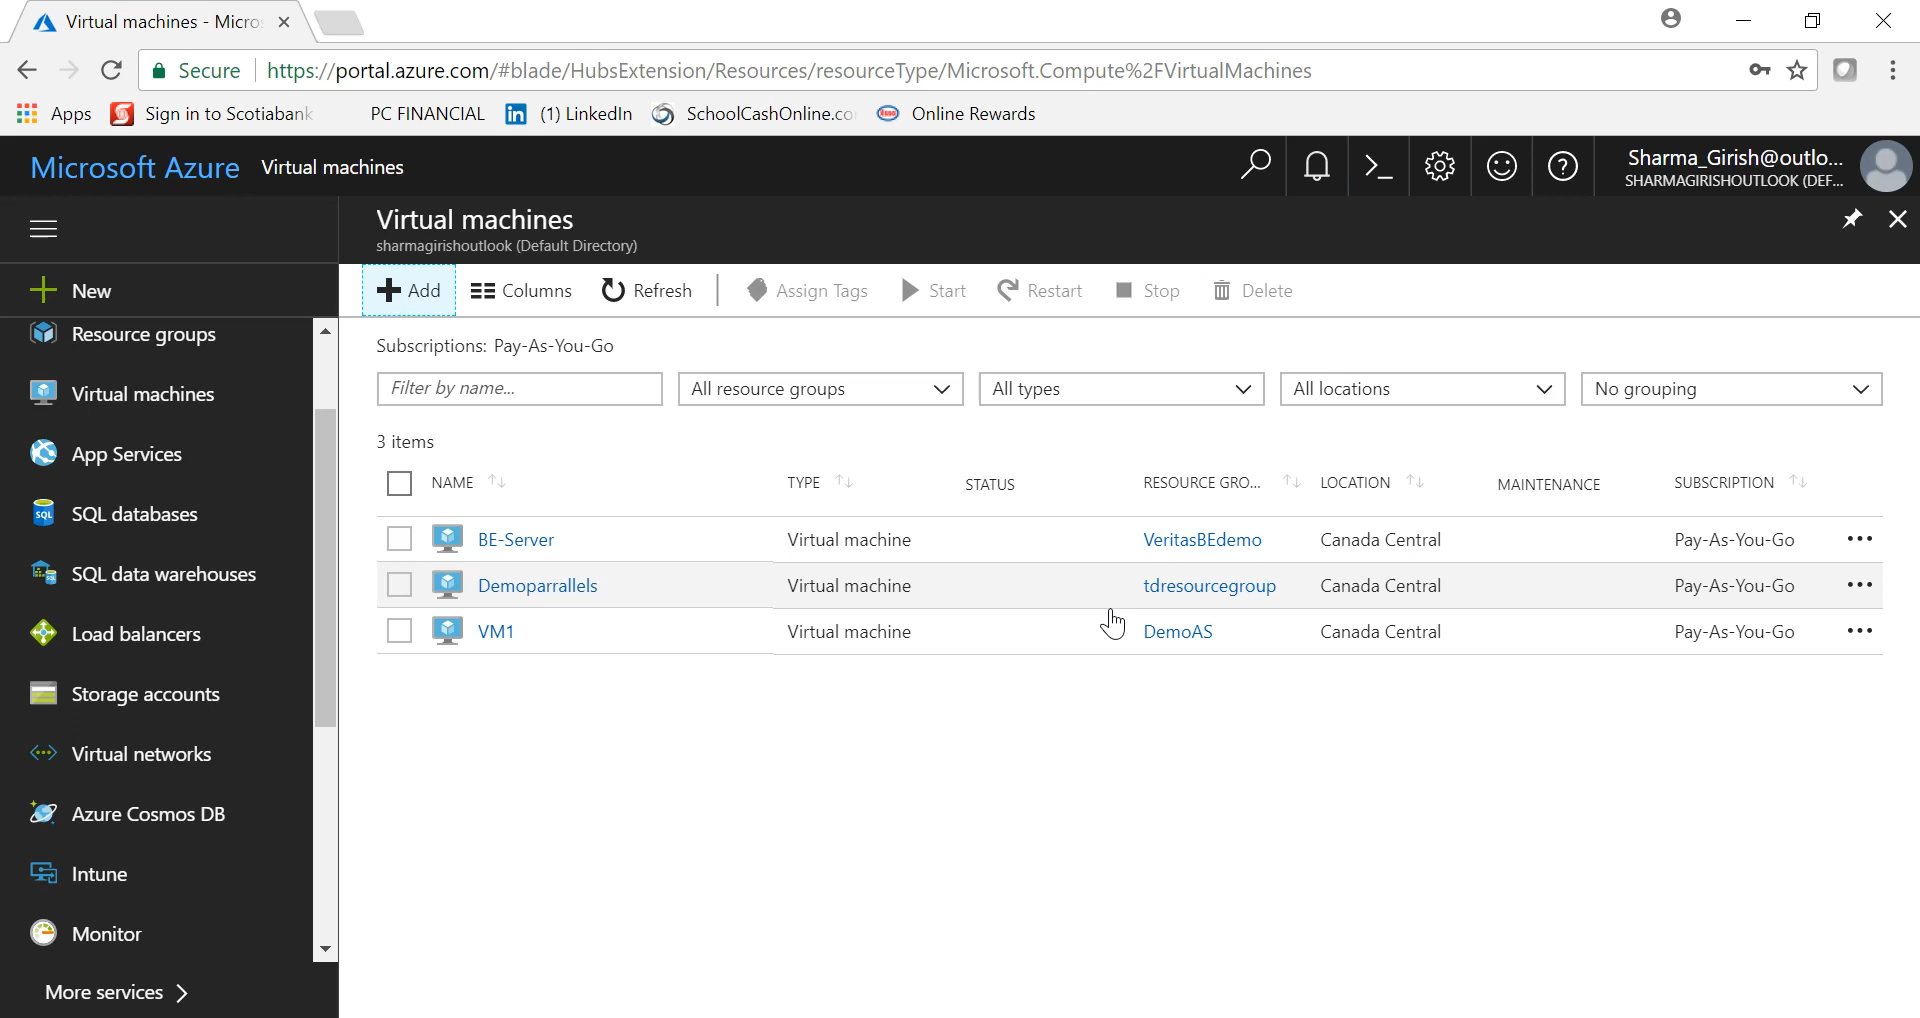 Virtual machines - Micro
Secure https://portal.azure.com/#blade/HubsExtension/Resources/resourceType/Microsoft.Compute%2FVirtualMachines
Apps Sign in to Scotiabank PC FINANCIAL (1) LinkedIn SchoolCashOnline.co Online Rewards
Microsoft Azure Virtual machines
Sharma_Girish@outlo...
SHARMAGIRISHOUTLOOK (DEF...
Virtual machines
sharmagirishoutlook (Default Directory)
New
Add Columns Refresh Assign Tags Start Restart Stop Delete
Resource groups
Virtual machines
App Services
SQL databases
SQL data warehouses
Load balancers
Storage accounts
Virtual networks
Azure Cosmos DB
Intune
Monitor
More services
Subscriptions: Pay-As-You-Go
Filter by name... All resource groups All types All locations No grouping
3 items
NAME TYPE STATUS RESOURCE GRO... LOCATION MAINTENANCE SUBSCRIPTION
BE-Server Virtual machine VeritasBEdemo Canada Central Pay-As-You-Go
Demoparrallels Virtual machine tdresourcegroup Canada Central Pay-As-You-Go
VM1 Virtual machine DemoAS Canada Central Pay-As-You-Go